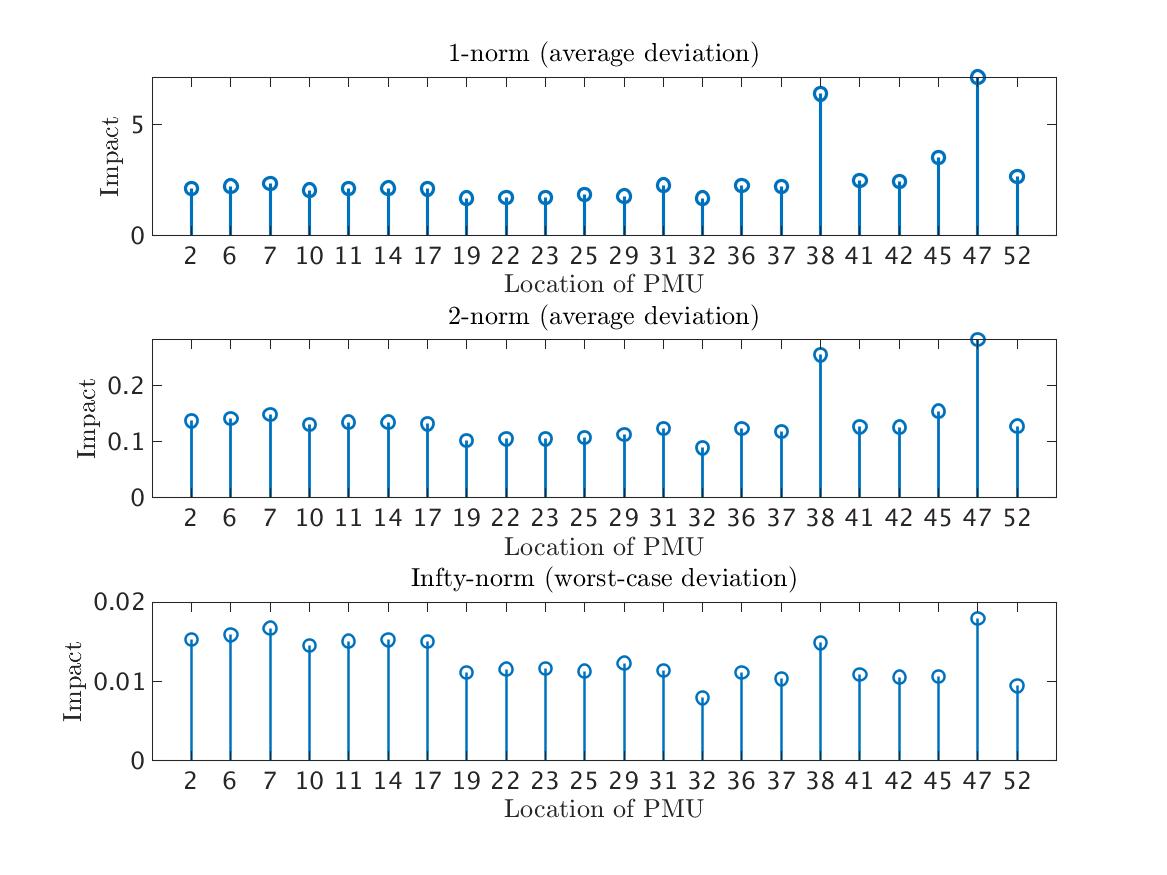 1-norm (average deviation)
5
0
Impact
2 6 7 10 11 14 17 19 22 23 25 29 31 32 36 37 38 41 42 45 47 52
Location of PMU
2-norm (average deviation)
0.2
0.1
0
Impact
2 6 7 10 11 14 17 19 22 23 25 29 31 32 36 37 38 41 42 45 47 52
Location of PMU
Infty-norm (worst-case deviation)
0.02
0.01
0
Impact
2 6 7 10 11 14 17 19 22 23 25 29 31 32 36 37 38 41 42 45 47 52
Location of PMU